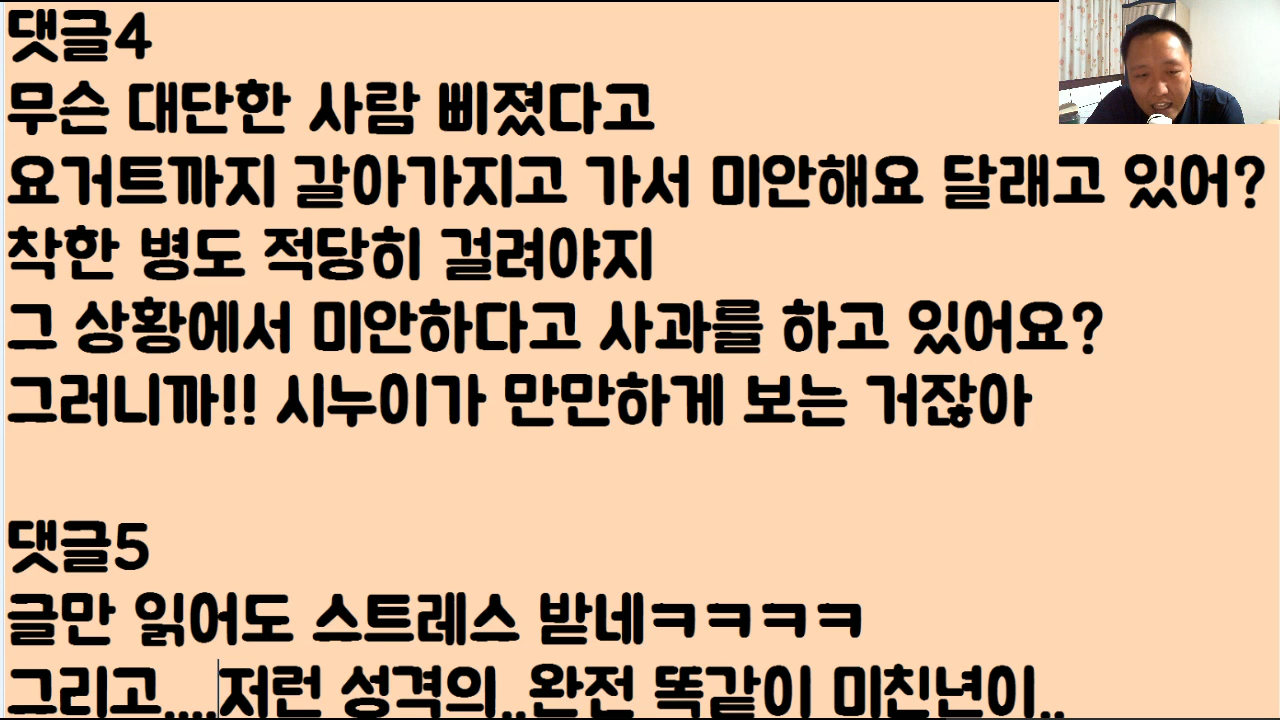 댓글4
무슨 대단한 사람 삐졌다고
요거트까지 갈아가지고 가서 미안해요 달래고 있어?
착한 병도 적당히 걸려야지
그 상황에서 미안하다고 사과를 하고 있어요?
그러니까!! 시누이가 만만하게 보는 거잖아
댓글5
글만 읽어도 스트레스 받네ㅋㅋㅋㅋ
그리고....저런 성격의..완전 똑같이 미친년이..